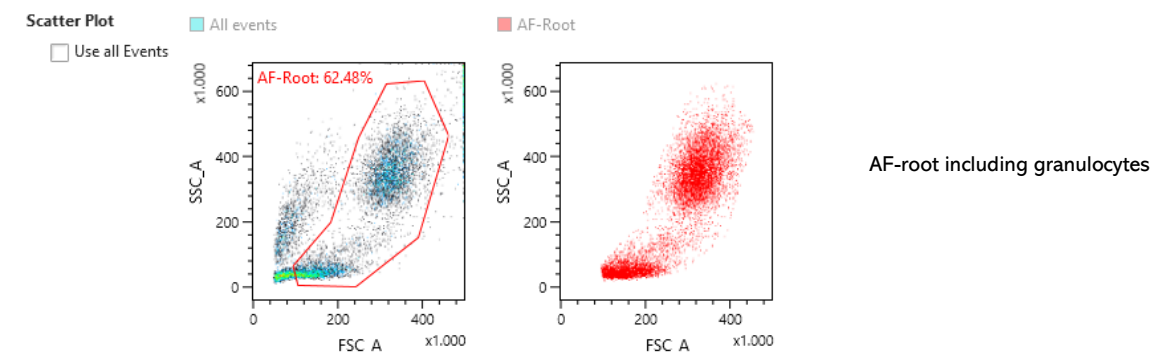 Scatter Plot
Use all Events
All events
AF-Root
AF-Root: 62.48%
x1.000
600
400
200
0
SSC_A
0
200
400
FSC_A
x1.000
x1.000
600
400
200
0
SSC_A
0
200
400
FSC_A
x1.000
AF-root including granulocytes